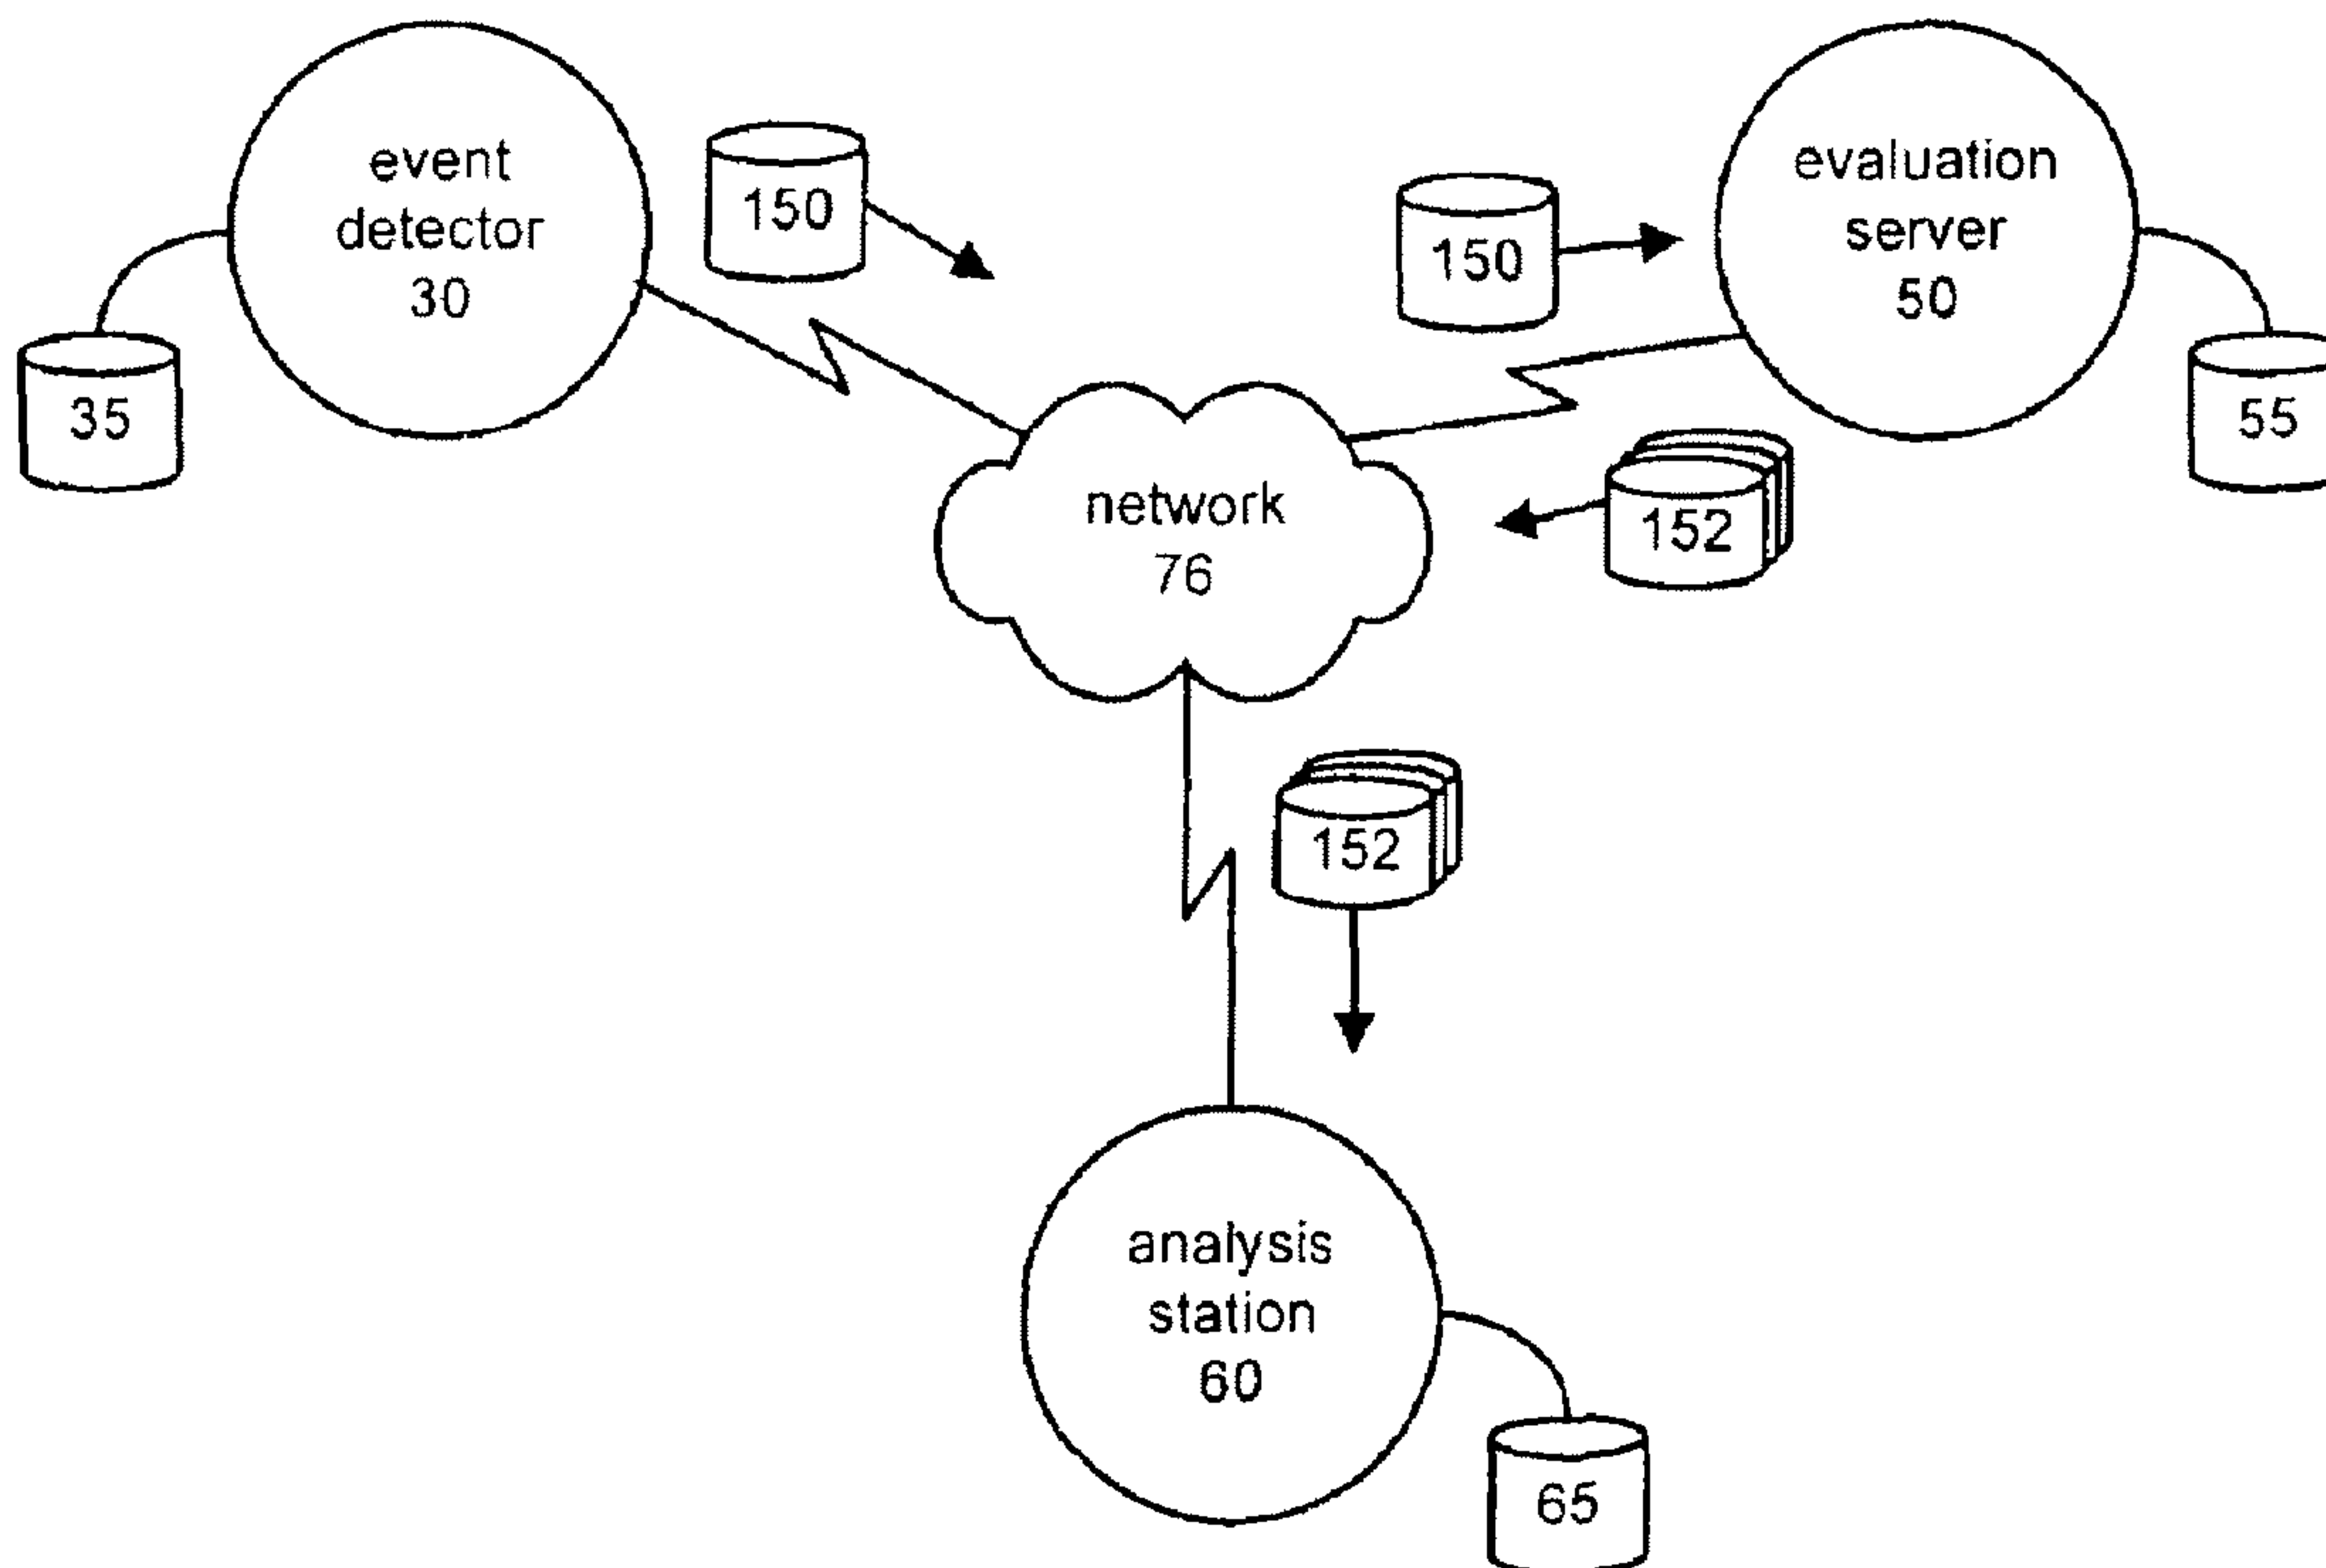 event
detector
30
150
35
150
evaluation
server
50
55
network
76
152
152
analysis
station
60
65